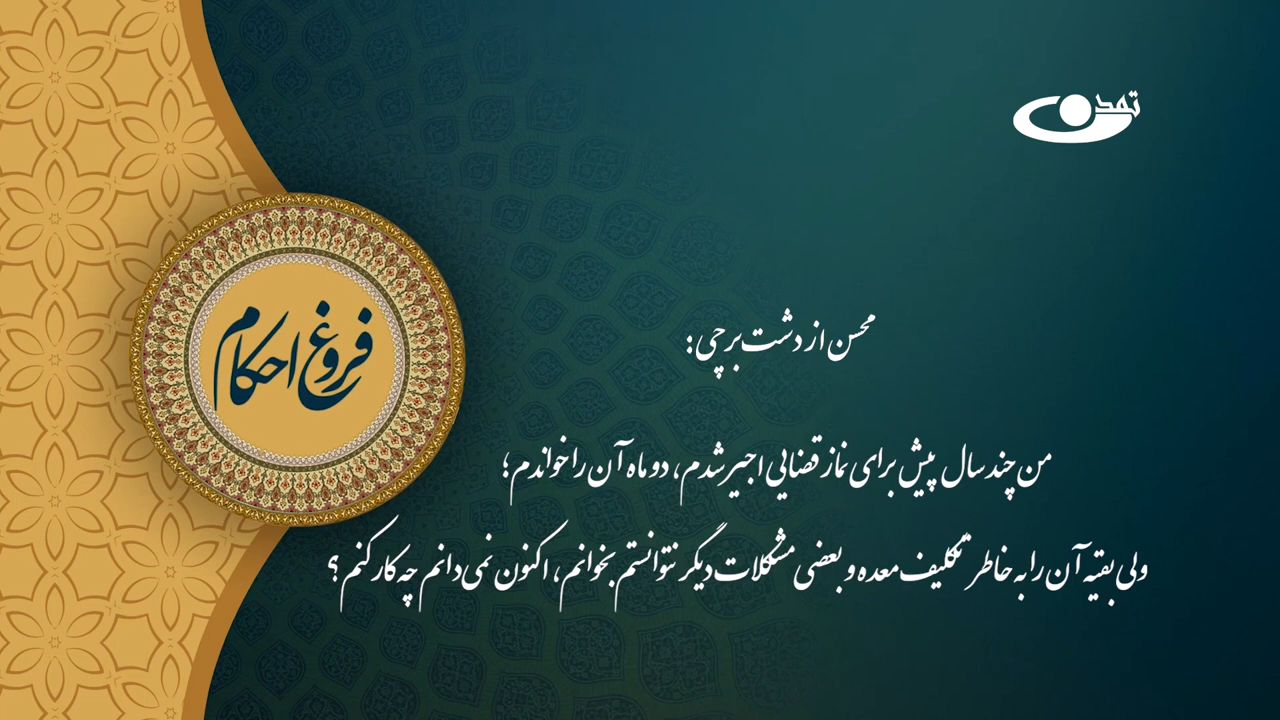 تمدن
فروغ احکام
محسن از دشت برچی:
من چند سال پیش برای نماز قضایی اجیر شدم، دو ماه آن را خواندم؛
ولی بقیه آن را به خاطر تکلیف معده و بعضی مشکلات دیگر نتوانستم بخوانم، اکنون نمی‌دانم چه کار کنم؟